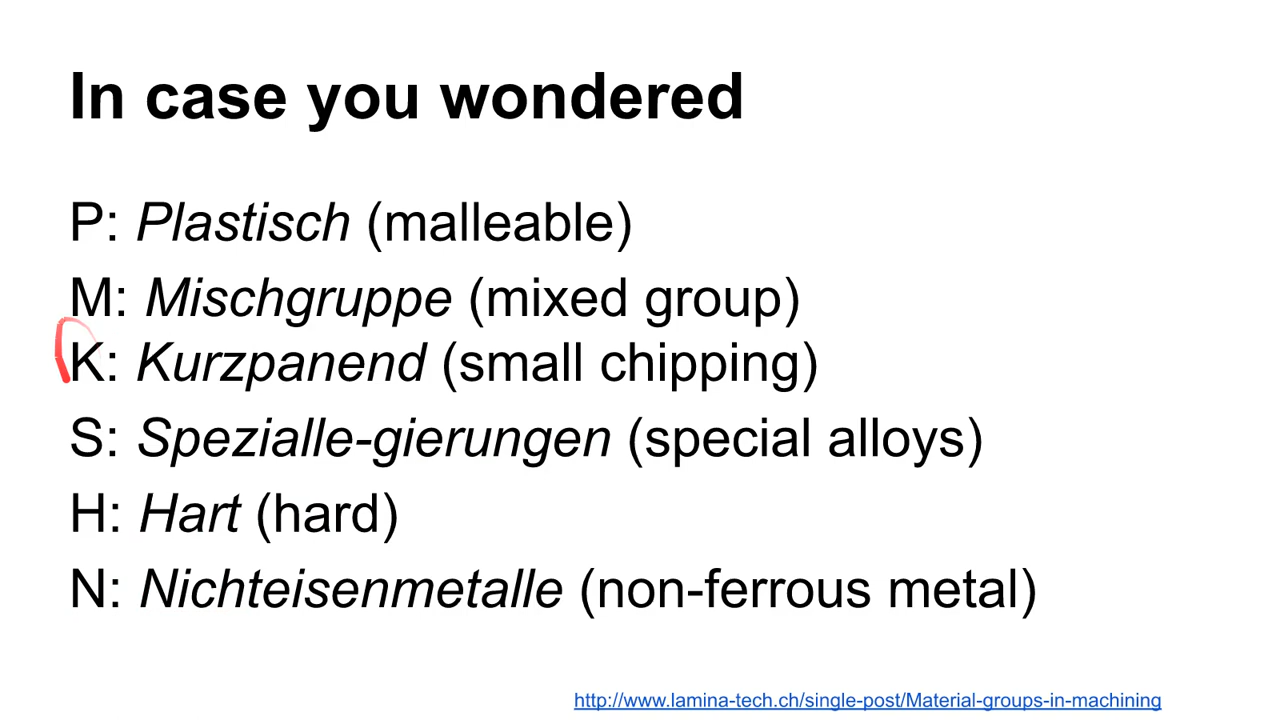 In case you wondered
P: Plastisch (malleable)
M: Mischgruppe (mixed group)
K: Kurzpanend (small chipping)
S: Spezialle-gierungen (special alloys)
H: Hart (hard)
N: Nichteisenmetalle (non-ferrous metal)
http://www.lamina-tech.ch/single-post/Material-groups-in-machining